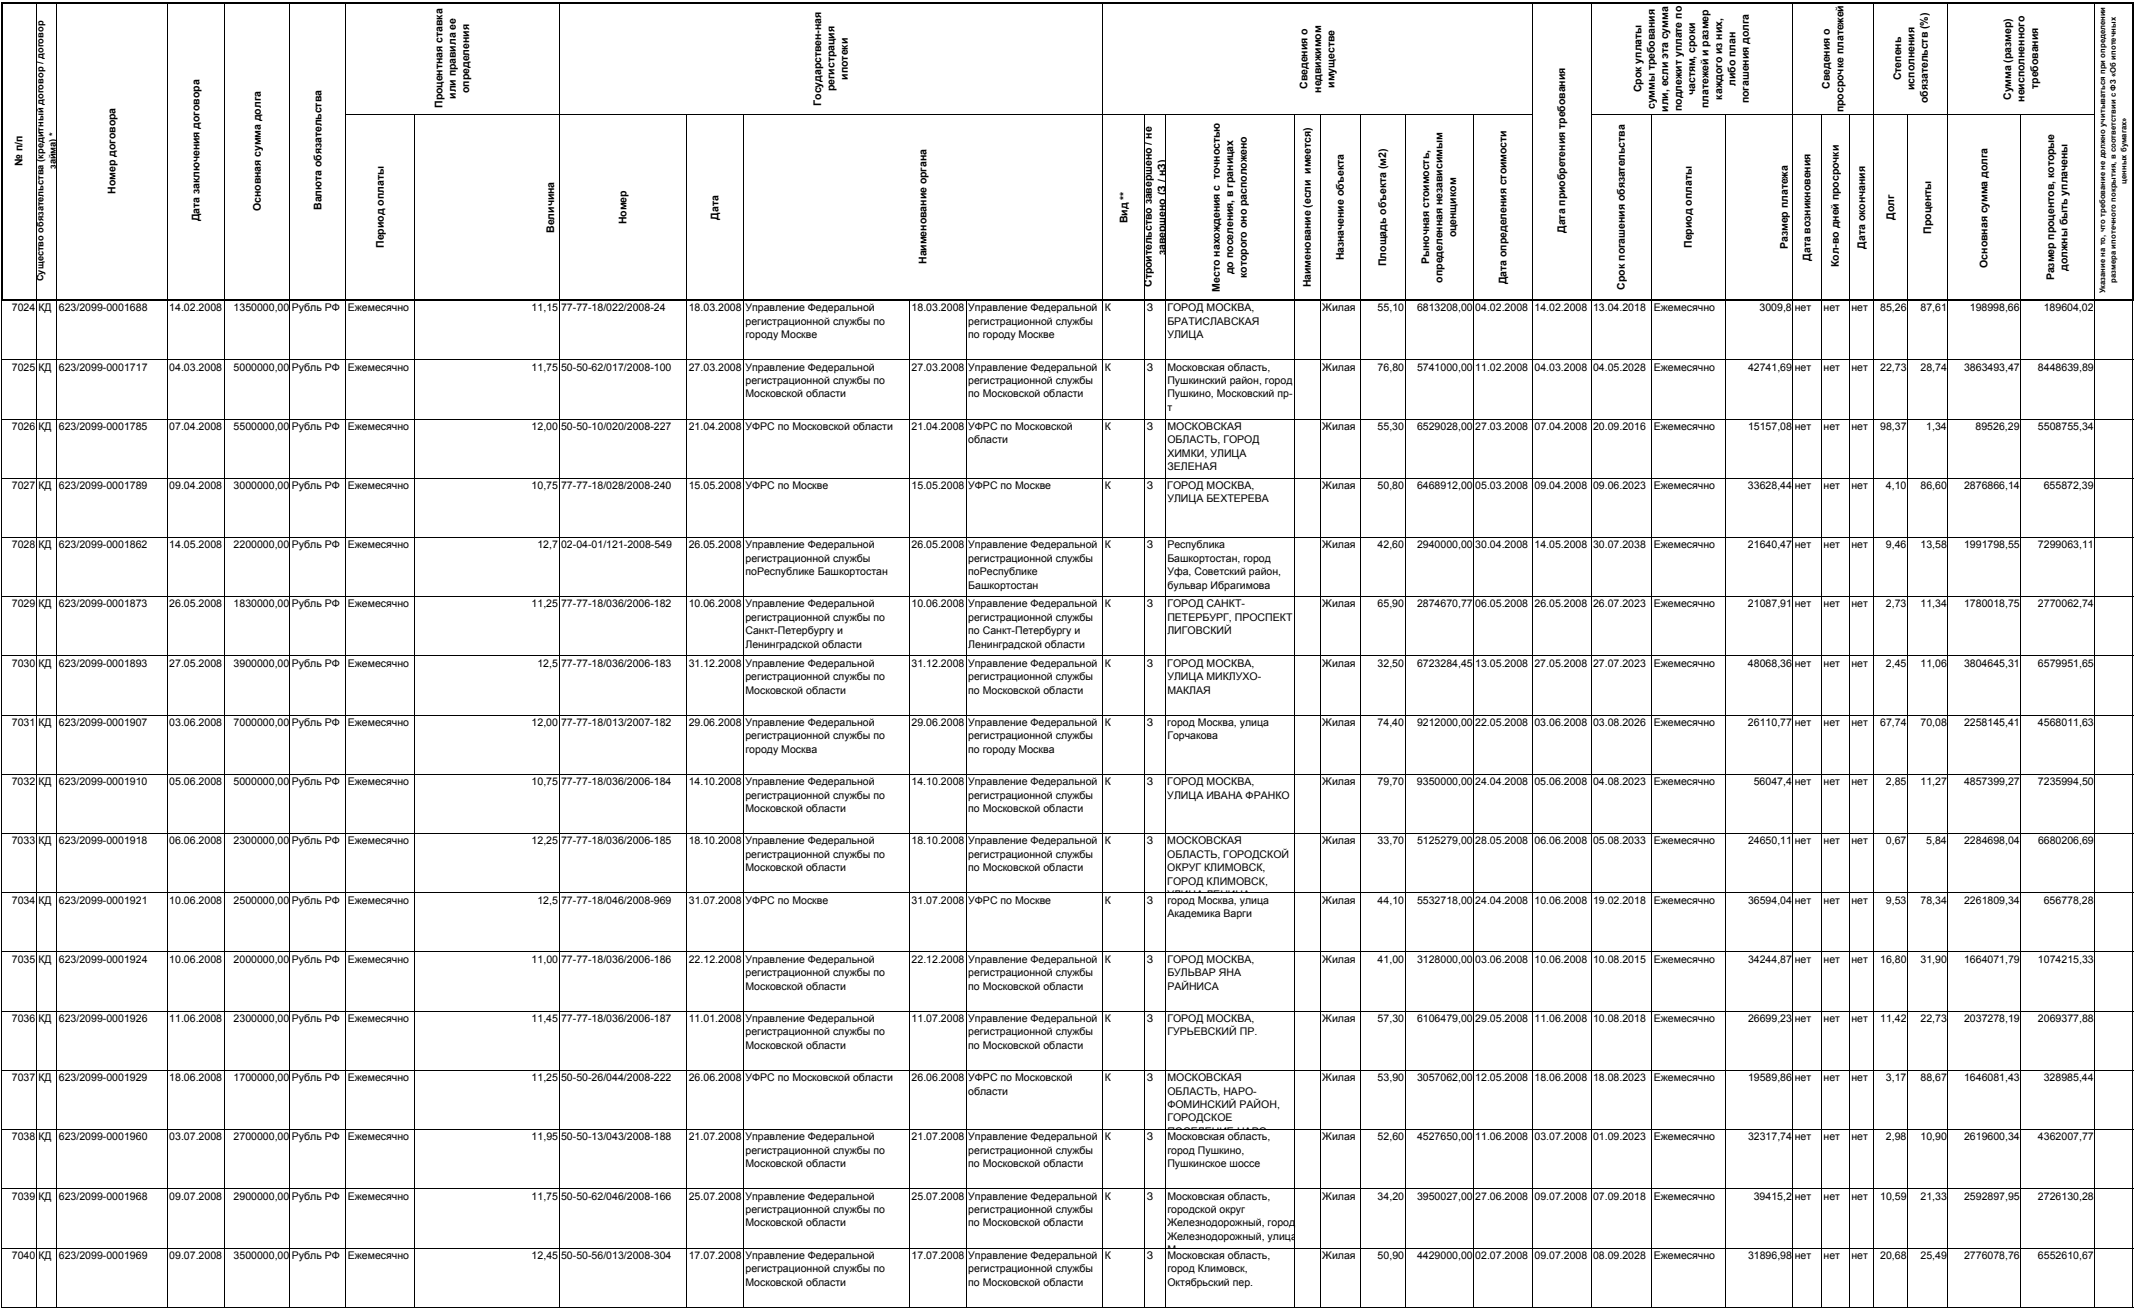 № п/п
Существо обязательства (кредитный договор / договор
займа) *
Номер договора
Дата заключения договора
Основная сумма долга
Валюта обязательства
Процентная ставка
или правила ее
определения
Период оплаты
Величина
Государствен-ная
регистрация
ипотеки
Номер
Дата
Наименование органа
Сведения о
недвижимом
имуществе
Вид **
Строительство завершено / не
завершено (З / нЗ)
Место нахождения с точностью
до поселения, в границах
которого оно расположено
Наименование (если имеется)
Назначение объекта
Площадь объекта (м2)
Рыночная стоимость,
определенная независимым
оценщиком
Дата определения стоимости
Дата приобретения требования
Срок уплаты
суммы требования
или, если эта сумма
подлежит уплате по
частям, сроки
платежей и размер
каждого из них,
либо план
погашения долга
Срок погашения обязательства
Период оплаты
Размер платежа
Сведения о
просрочке платежей
Дата возникновения
Кол-во дней просрочки
Дата окончания
Степень
исполнения
обязательств (%)
Долг
Проценты
Сумма (размер)
неисполненного
требования
Основная сумма долга
Размер процентов, которые
должны быть уплачены
Указание на то, что требование не должно учитываться при определении
размера ипотечного покрытия, в соответствии с ФЗ «Об ипотечных
ценных бумагах»
7024 КД 623/2099-0001688 14.02.2008 1350000,00 Рубль РФ Ежемесячно 11,15 77-77-18/022/2008-24 18.03.2008 Управление Федеральной 18.03.2008 Управление Федеральной К З ГОРОД МОСКВА, Жилая 55,10 6813208,00 04.02.2008 14.02.2008 13.04.2018 Ежемесячно 3009,8 нет нет нет 85,26 87,61 198998,66 189604,02
регистрационной службы по регистрационной службы БРАТИСЛАВСКАЯ
городу Москве по городу Москве УЛИЦА
7025 КД 623/2099-0001717 04.03.2008 5000000,00 Рубль РФ Ежемесячно 11,75 50-50-62/017/2008-100 27.03.2008 Управление Федеральной 27.03.2008 Управление Федеральной К З Московская область, Жилая 76,80 5741000,00 11.02.2008 04.03.2008 04.05.2028 Ежемесячно 42741,69 нет нет нет 22,73 28,74 3863493,47 8448639,89
регистрационной службы по регистрационной службы Пушкинский район, город
Московской области по Московской области Пушкино, Московский пр-
т
7026 КД 623/2099-0001785 07.04.2008 5500000,00 Рубль РФ Ежемесячно 12,00 50-50-10/020/2008-227 21.04.2008 УФРС по Московской области 21.04.2008 УФРС по Московской К З МОСКОВСКАЯ Жилая 55,30 6529028,00 27.03.2008 07.04.2008 20.09.2016 Ежемесячно 15157,08 нет нет нет 98,37 1,34 89526,29 5508755,34
области ОБЛАСТЬ, ГОРОД
ХИМКИ, УЛИЦА
ЗЕЛЕНАЯ
7027 КД 623/2099-0001789 09.04.2008 3000000,00 Рубль РФ Ежемесячно 10,75 77-77-18/028/2008-240 15.05.2008 УФРС по Москве 15.05.2008 УФРС по Москве К З ГОРОД МОСКВА, Жилая 50,80 6468912,00 05.03.2008 09.04.2008 09.06.2023 Ежемесячно 33628,44 нет нет нет 4,10 86,60 2876866,14 655872,39
УЛИЦА БЕХТЕРЕВА
7028 КД 623/2099-0001862 14.05.2008 2200000,00 Рубль РФ Ежемесячно 12,7 02-04-01/121-2008-549 26.05.2008 Управление Федеральной 26.05.2008 Управление Федеральной К З Республика Жилая 42,60 2940000,00 30.04.2008 14.05.2008 30.07.2038 Ежемесячно 21640,47 нет нет нет 9,46 13,58 1991798,55 7299063,11
регистрационной службы регистрационной службы Башкортостан, город
поРеспублике Башкортостан поРеспублике Уфа, Советский район,
Башкортостан бульвар Ибрагимова
7029 КД 623/2099-0001873 26.05.2008 1830000,00 Рубль РФ Ежемесячно 11,25 77-77-18/036/2006-182 10.06.2008 Управление Федеральной 10.06.2008 Управление Федеральной К З ГОРОД САНКТ- Жилая 65,90 2874670,77 06.05.2008 26.05.2008 26.07.2023 Ежемесячно 21087,91 нет нет нет 2,73 11,34 1780018,75 2770062,74
регистрационной службы по регистрационной службы ПЕТЕРБУРГ, ПРОСПЕКТ
Санкт-Петербургу и по Санкт-Петербургу и ЛИГОВСКИЙ
Ленинградской области Ленинградской области
7030 КД 623/2099-0001893 27.05.2008 3900000,00 Рубль РФ Ежемесячно 12,5 77-77-18/036/2006-183 31.12.2008 Управление Федеральной 31.12.2008 Управление Федеральной К З ГОРОД МОСКВА, Жилая 32,50 6723284,45 13.05.2008 27.05.2008 27.07.2023 Ежемесячно 48068,36 нет нет нет 2,45 11,06 3804645,31 6579951,65
регистрационной службы по регистрационной службы УЛИЦА МИКЛУХО-
Московской области по Московской области МАКЛАЯ
7031 КД 623/2099-0001907 03.06.2008 7000000,00 Рубль РФ Ежемесячно 12,00 77-77-18/013/2007-182 29.06.2008 Управление Федеральной 29.06.2008 Управление Федеральной К З город Москва, улица Жилая 74,40 9212000,00 22.05.2008 03.06.2008 03.08.2026 Ежемесячно 26110,77 нет нет нет 67,74 70,08 2258145,41 4568011,63
регистрационной службы по регистрационной службы Горчакова
городу Москва по городу Москва
7032 КД 623/2099-0001910 05.06.2008 5000000,00 Рубль РФ Ежемесячно 10,75 77-77-18/036/2006-184 14.10.2008 Управление Федеральной 14.10.2008 Управление Федеральной К З ГОРОД МОСКВА, Жилая 79,70 9350000,00 24.04.2008 05.06.2008 04.08.2023 Ежемесячно 56047,4 нет нет нет 2,85 11,27 4857399,27 7235994,50
регистрационной службы по регистрационной службы УЛИЦА ИВАНА ФРАНКО
Московской области по Московской области
7033 КД 623/2099-0001918 06.06.2008 2300000,00 Рубль РФ Ежемесячно 12,25 77-77-18/036/2006-185 18.10.2008 Управление Федеральной 18.10.2008 Управление Федеральной К З МОСКОВСКАЯ Жилая 33,70 5125279,00 28.05.2008 06.06.2008 05.08.2033 Ежемесячно 24650,11 нет нет нет 0,67 5,84 2284698,04 6680206,69
регистрационной службы по регистрационной службы ОБЛАСТЬ, ГОРОДСКОЙ
Московской области по Московской области ОКРУГ КЛИМОВСК,
ГОРОД КЛИМОВСК,
7034 КД 623/2099-0001921 10.06.2008 2500000,00 Рубль РФ Ежемесячно 12,5 77-77-18/046/2008-969 31.07.2008 УФРС по Москве 31.07.2008 УФРС по Москве К З город Москва, улица Жилая 44,10 5532718,00 24.04.2008 10.06.2008 19.02.2018 Ежемесячно 36594,04 нет нет нет 9,53 78,34 2261809,34 656778,28
Академика Варги
7035 КД 623/2099-0001924 10.06.2008 2000000,00 Рубль РФ Ежемесячно 11,00 77-77-18/036/2006-186 22.12.2008 Управление Федеральной 22.12.2008 Управление Федеральной К З ГОРОД МОСКВА, Жилая 41,00 3128000,00 03.06.2008 10.06.2008 10.08.2015 Ежемесячно 34244,87 нет нет нет 16,80 31,90 1664071,79 1074215,33
регистрационной службы по регистрационной службы БУЛЬВАР ЯНА
Московской области по Московской области РАЙНИСА
7036 КД 623/2099-0001926 11.06.2008 2300000,00 Рубль РФ Ежемесячно 11,45 77-77-18/036/2006-187 11.01.2008 Управление Федеральной 11.07.2008 Управление Федеральной К З ГОРОД МОСКВА, Жилая 57,30 6106479,00 29.05.2008 11.06.2008 10.08.2018 Ежемесячно 26699,23 нет нет нет 11,42 22,73 2037278,19 2069377,88
регистрационной службы по регистрационной службы ГУРЬЕВСКИЙ ПР.
Московской области по Московской области
7037 КД 623/2099-0001929 18.06.2008 1700000,00 Рубль РФ Ежемесячно 11,25 50-50-26/044/2008-222 26.06.2008 УФРС по Московской области 26.06.2008 УФРС по Московской К З МОСКОВСКАЯ Жилая 53,90 3057062,00 12.05.2008 18.06.2008 18.08.2023 Ежемесячно 19589,86 нет нет нет 3,17 88,67 1646081,43 328985,44
области ОБЛАСТЬ, НАРО-
ФОМИНСКИЙ РАЙОН,
ГОРОДСКОЕ
7038 КД 623/2099-0001960 03.07.2008 2700000,00 Рубль РФ Ежемесячно 11,95 50-50-13/043/2008-188 21.07.2008 Управление Федеральной 21.07.2008 Управление Федеральной К З Московская область, Жилая 52,60 4527650,00 11.06.2008 03.07.2008 01.09.2023 Ежемесячно 32317,74 нет нет нет 2,98 10,90 2619600,34 4362007,77
регистрационной службы по регистрационной службы город Пушкино,
Московской области по Московской области Пушкинское шоссе
7039 КД 623/2099-0001968 09.07.2008 2900000,00 Рубль РФ Ежемесячно 11,75 50-50-62/046/2008-166 25.07.2008 Управление Федеральной 25.07.2008 Управление Федеральной К З Московская область, Жилая 34,20 3950027,00 27.06.2008 09.07.2008 07.09.2018 Ежемесячно 39415,2 нет нет нет 10,59 21,33 2592897,95 2726130,28
регистрационной службы по регистрационной службы городской округ
Московской области по Московской области Железнодорожный, город
Железнодорожный, улица
7040 КД 623/2099-0001969 09.07.2008 3500000,00 Рубль РФ Ежемесячно 12,45 50-50-56/013/2008-304 17.07.2008 Управление Федеральной 17.07.2008 Управление Федеральной К З Московская область, Жилая 50,90 4429000,00 02.07.2008 09.07.2008 08.09.2028 Ежемесячно 31896,98 нет нет нет 20,68 25,49 2776078,76 6552610,67
регистрационной службы по регистрационной службы город Климовск,
Московской области по Московской области Октябрьский пер.